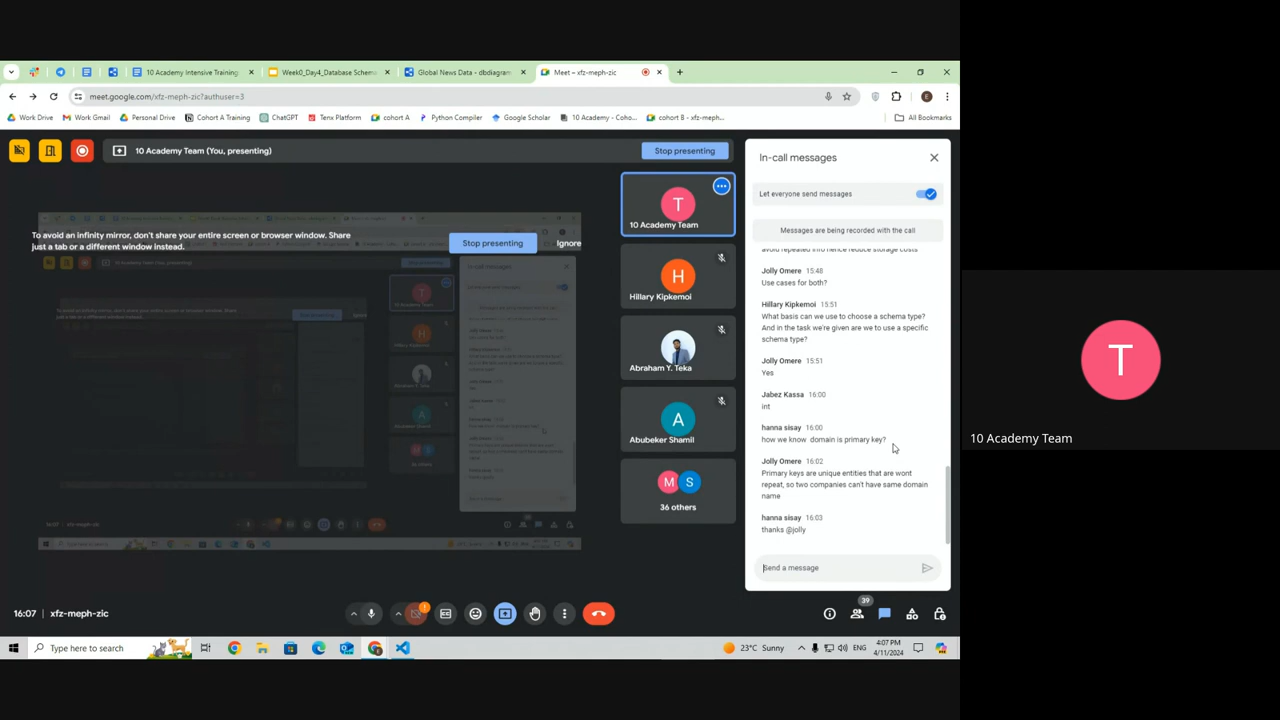 10 Academy Intensive Training
Week0_Day4_Database Schem
Global News Data - dbdiagram
Meet – xfz-meph-zic
meet.google.com/xfz-meph-zic?authuser=3
Work Drive
Work Gmail
Personal Drive
Cohort A Training
ChatGPT
Tenx Platform
cohort A
Python Compiler
Google Scholar
10 Academy - Coho...
cohort B - xfz-meph...
All Bookmarks
10 Academy Team (You, presenting)
Stop presenting
To avoid an infinity mirror, don't share your entire screen or browser window. Share
just a tab or a different window instead.
Stop presenting
Ignore
T
10 Academy Team
H
Hillary Kipkemoi
Abraham Y. Teka
A
Abubeker Shamil
M S
36 others
In-call messages
Let everyone send messages
Messages are being recorded with the call
avoid repeated info hence reduce storage costs
Jolly Omere 15:48
Use cases for both?
Hillary Kipkemoi 15:51
What basis can we use to choose a schema type?
And in the task we're given are we to use a specific
schema type?
Jolly Omere 15:51
Yes
Jabez Kassa 16:00
int
hanna sisay 16:00
how we know domain is primary key?
Jolly Omere 16:02
Primary keys are unique entities that are wont
repeat, so two companies can't have same domain
name
hanna sisay 16:03
thanks @jolly
Send a message
16:07 | xfz-meph-zic
39
Type here to search
23°C Sunny
ENG
4:07 PM
4/11/2024
T
10 Academy Team